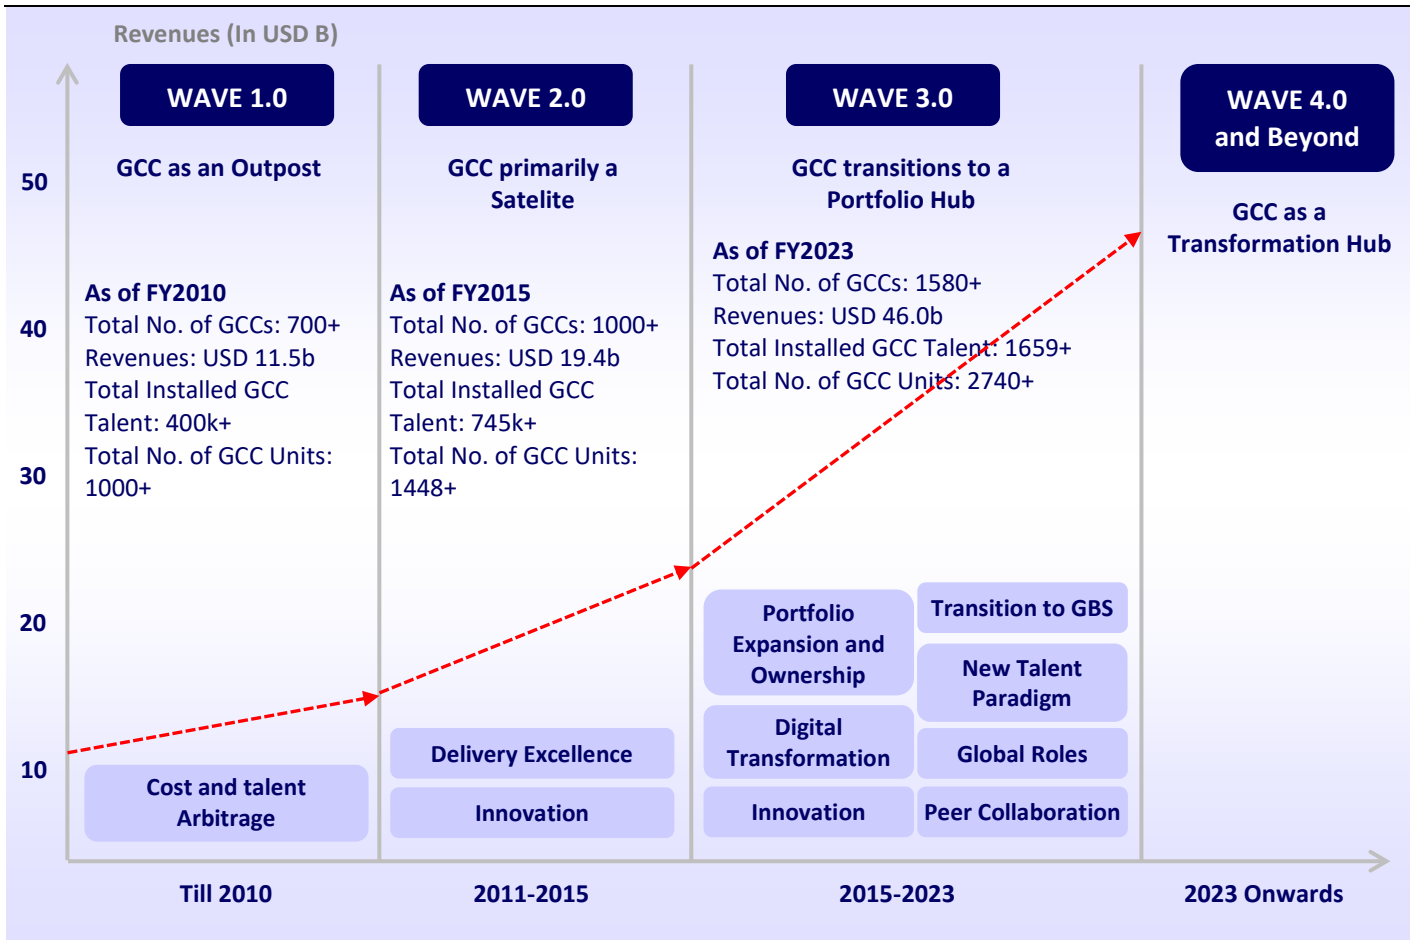 Revenues (In USD B)
50
40
30
20
10
WAVE 1.0
GCC as an Outpost
As of FY2010
Total No. of GCCs: 700+
Revenues: USD 11.5b
Total Installed GCC
Talent: 400k+
Total No. of GCC Units:
1000+
Cost and talent
Arbitrage
Till 2010
WAVE 2.0
GCC primarily a
Satelite
As of FY2015
Total No. of GCCs: 1000+
Revenues: USD 19.4b
Total Installed GCC
Talent: 745k+
Total No. of GCC Units:
1448+
Delivery Excellence
Innovation
2011-2015
WAVE 3.0
GCC transitions to a
Portfolio Hub
As of FY2023
Total No. of GCCs: 1580+
Revenues: USD 46.0b
Total Installed GCC Talent: 1659+
Total No. of GCC Units: 2740+
Portfolio
Expansion and
Ownership
Digital
Transformation
Innovation
Transition to GBS
New Talent
Paradigm
Global Roles
Peer Collaboration
2015-2023
WAVE 4.0
and Beyond
GCC as a
Transformation Hub
2023 Onwards